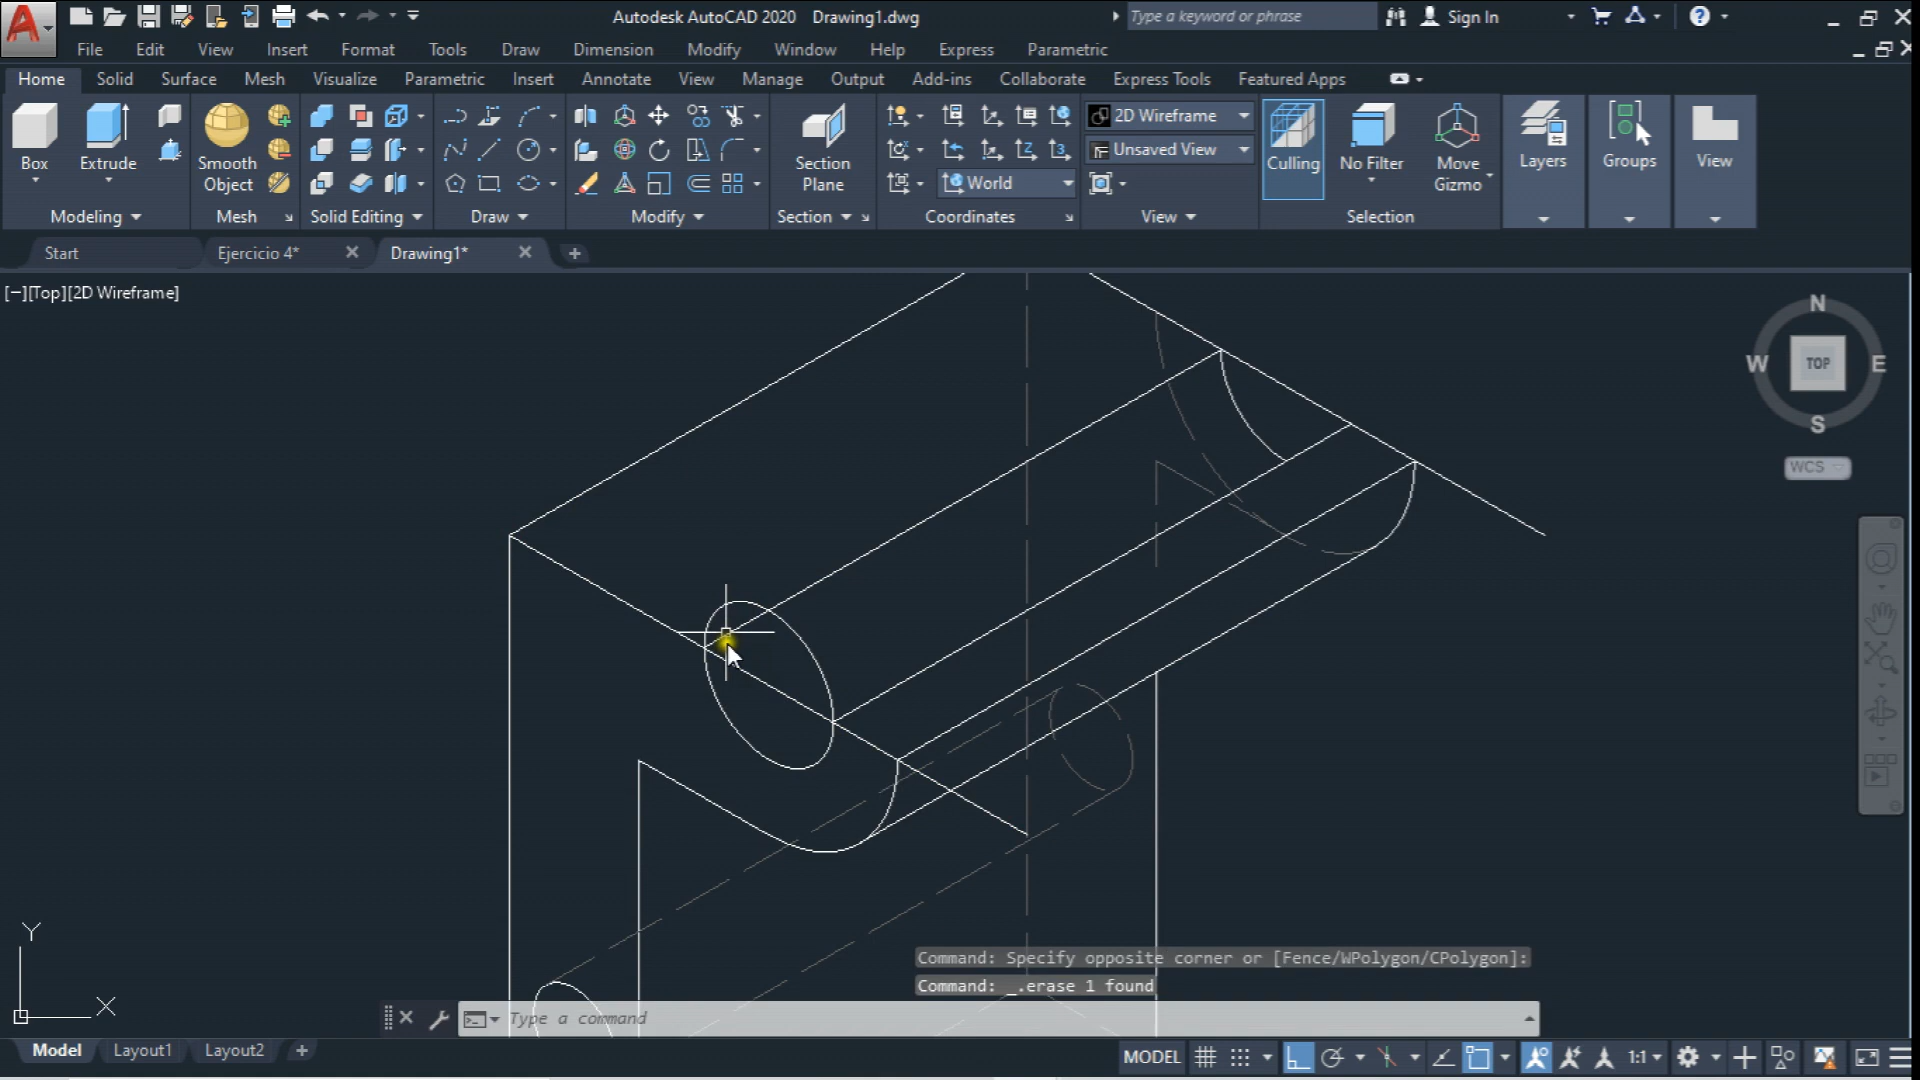 Autodesk AutoCAD 2020 Drawing1.dwg Type a keyword or phrase Sign In
File Edit View Insert Format Tools Draw Dimension Modify Window Help Express Parametric
Home Solid Surface Mesh Visualize Parametric Insert Annotate View Manage Output Add-ins Collaborate Express Tools Featured Apps
2D Wireframe
Unsaved View
Box Extrude Smooth Object Section Plane World Culling No Filter Move Gizmo Layers Groups View
Modeling Mesh Solid Editing Draw Modify Section Coordinates View Selection
Start Ejercicio 4* Drawing1*
[−][Top][2D Wireframe]
N
W TOP E
S
WCS
Y
X
Command: Specify opposite corner or [Fence/WPolygon/CPolygon]:
Command: _.erase 1 found
Type a command
Model Layout1 Layout2 MODEL 1:1